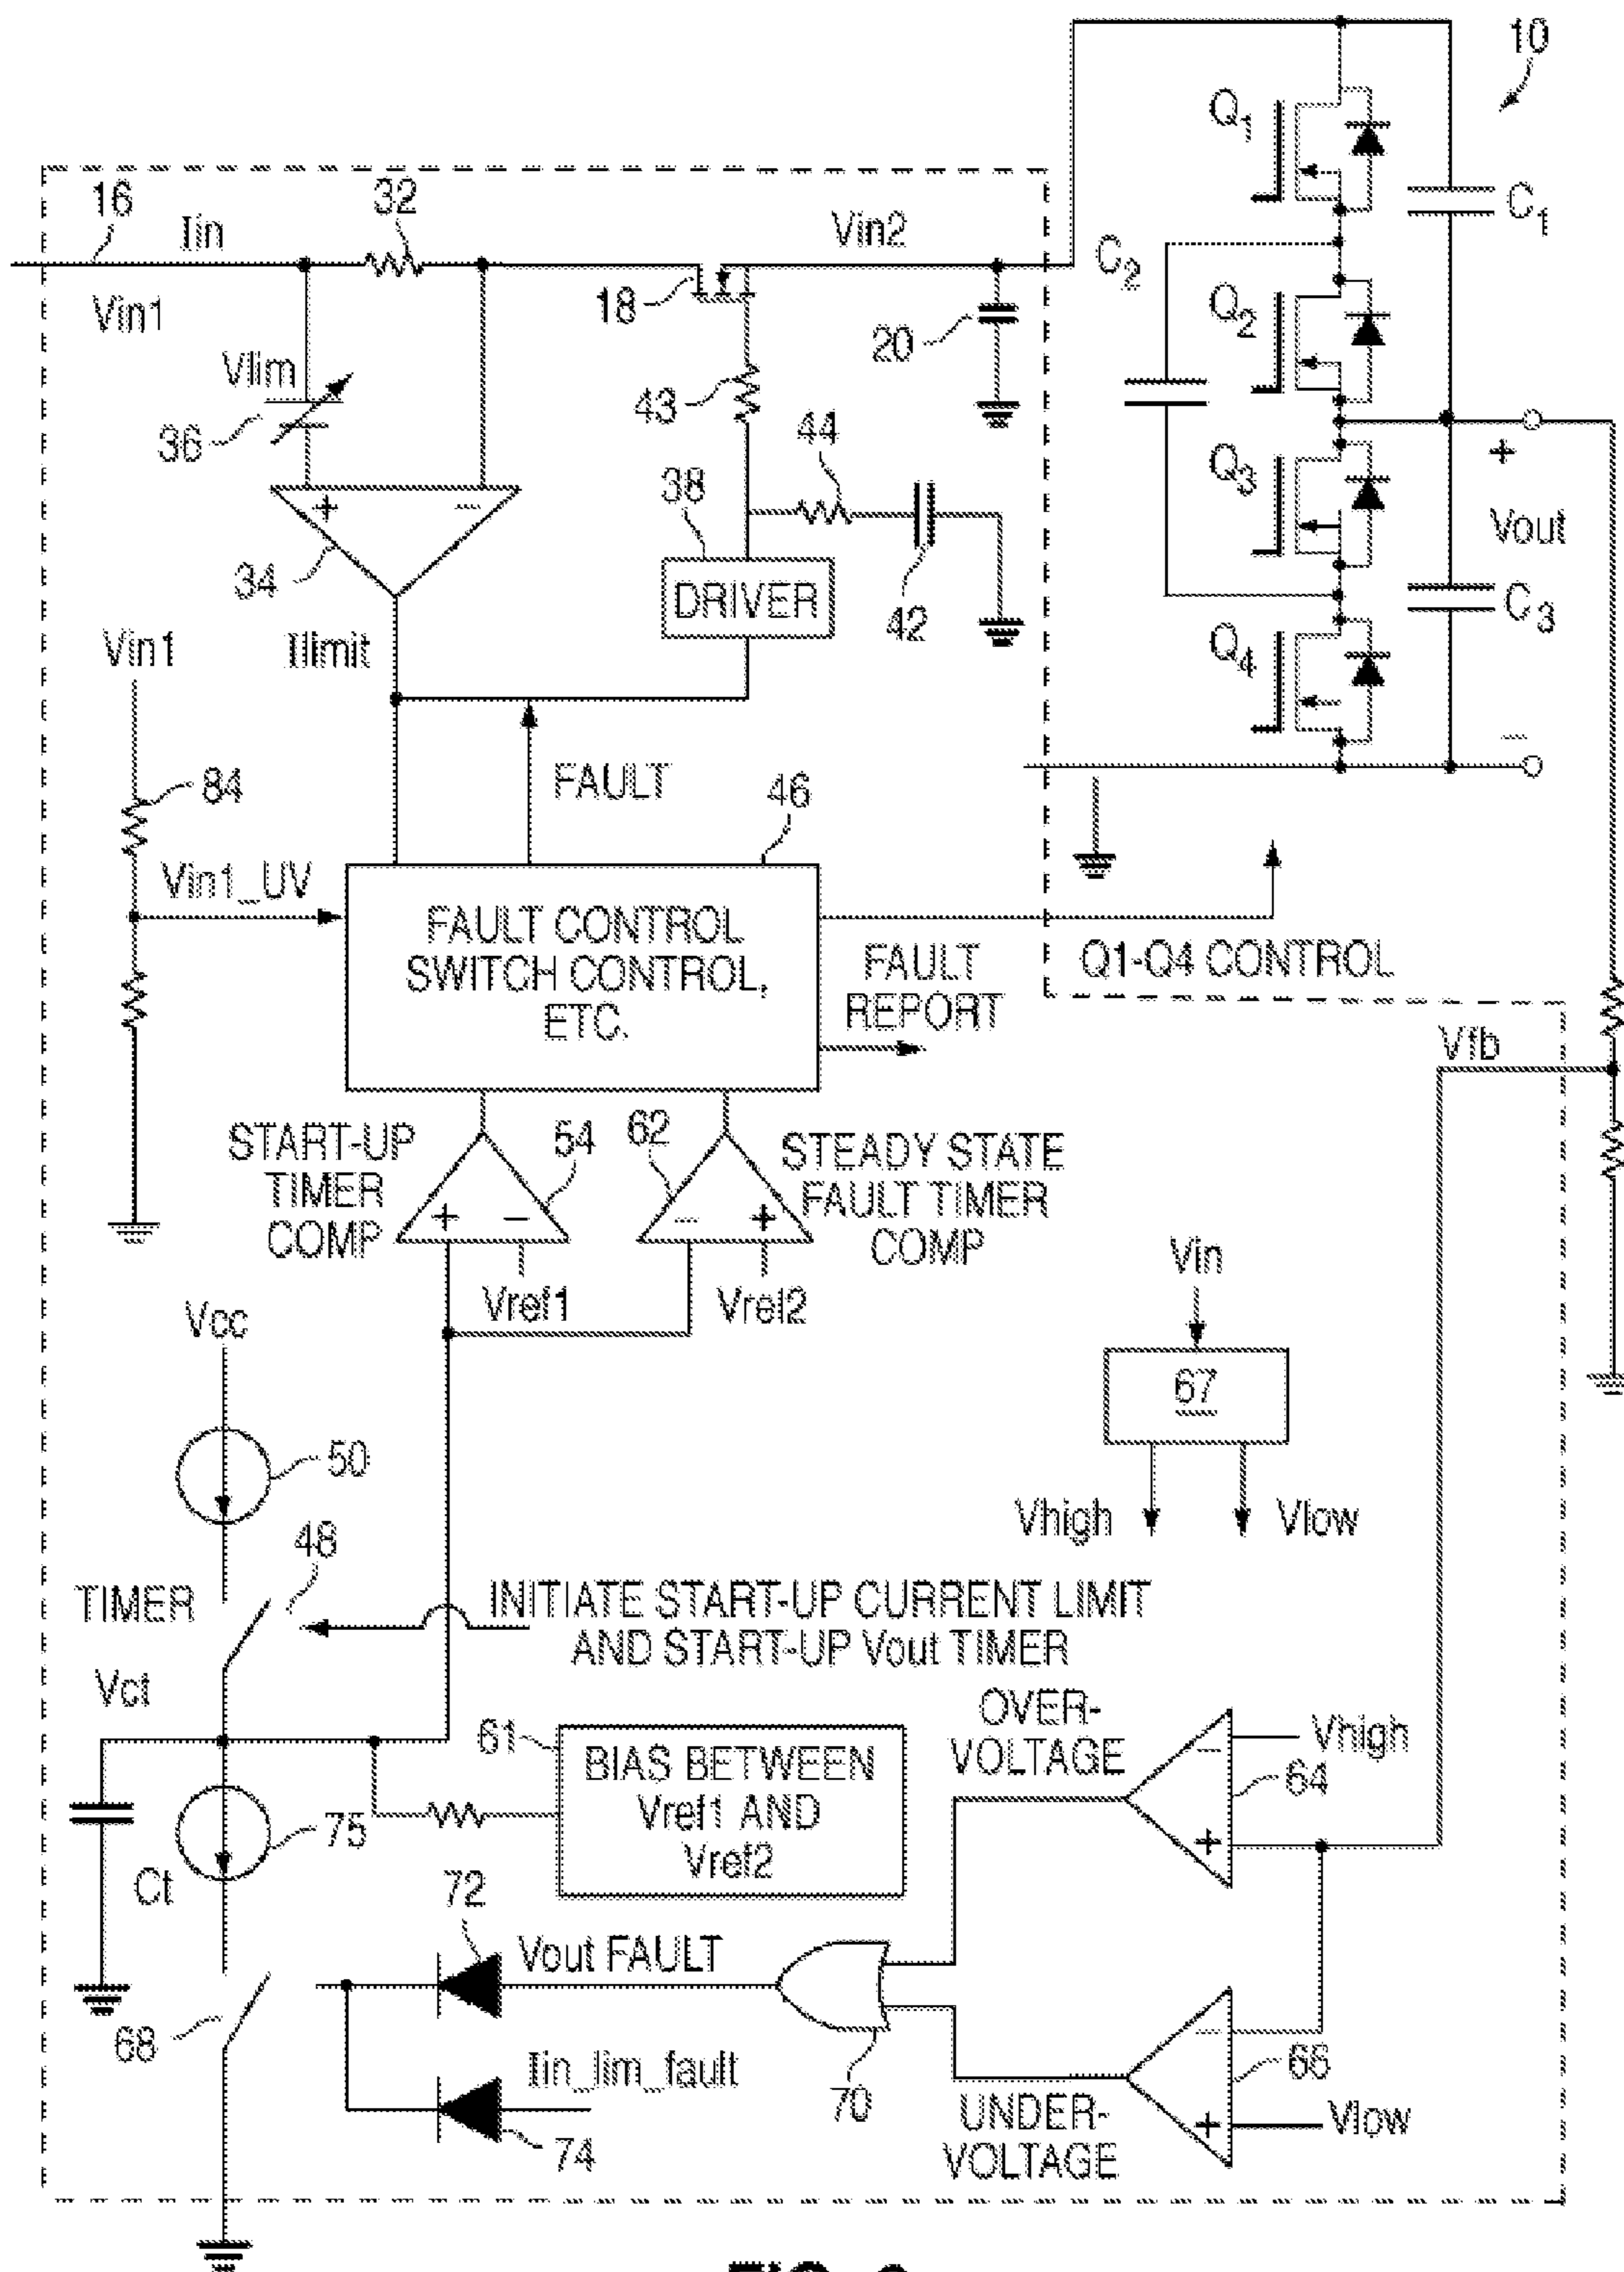 10
Q1
C1
16
Iin
32
Vin2
C2
Vin1
18
Q2
20
Vlim
43
36
44
38
Q3
+
Vout
+
−
34
DRIVER
42
C3
Vin1
Ilimit
Q4
−
84
FAULT
46
Vin1_UV
FAULT CONTROL
SWITCH CONTROL,
ETC.
FAULT
REPORT
Q1-Q4 CONTROL
Vfb
START-UP
TIMER
COMP
54
62
STEADY STATE
FAULT TIMER
COMP
+
−
−
+
Vref1
Vref2
Vin
67
Vcc
50
Vhigh
Vlow
48
TIMER
INITIATE START-UP CURRENT LIMIT
AND START-UP Vout TIMER
Vct
61
BIAS BETWEEN
Vref1 AND
Vref2
OVER-
VOLTAGE
−
Vhigh
64
+
75
Ct
72
Vout FAULT
68
Iin_lim_fault
70
74
−
66
+
UNDER-
VOLTAGE
Vlow